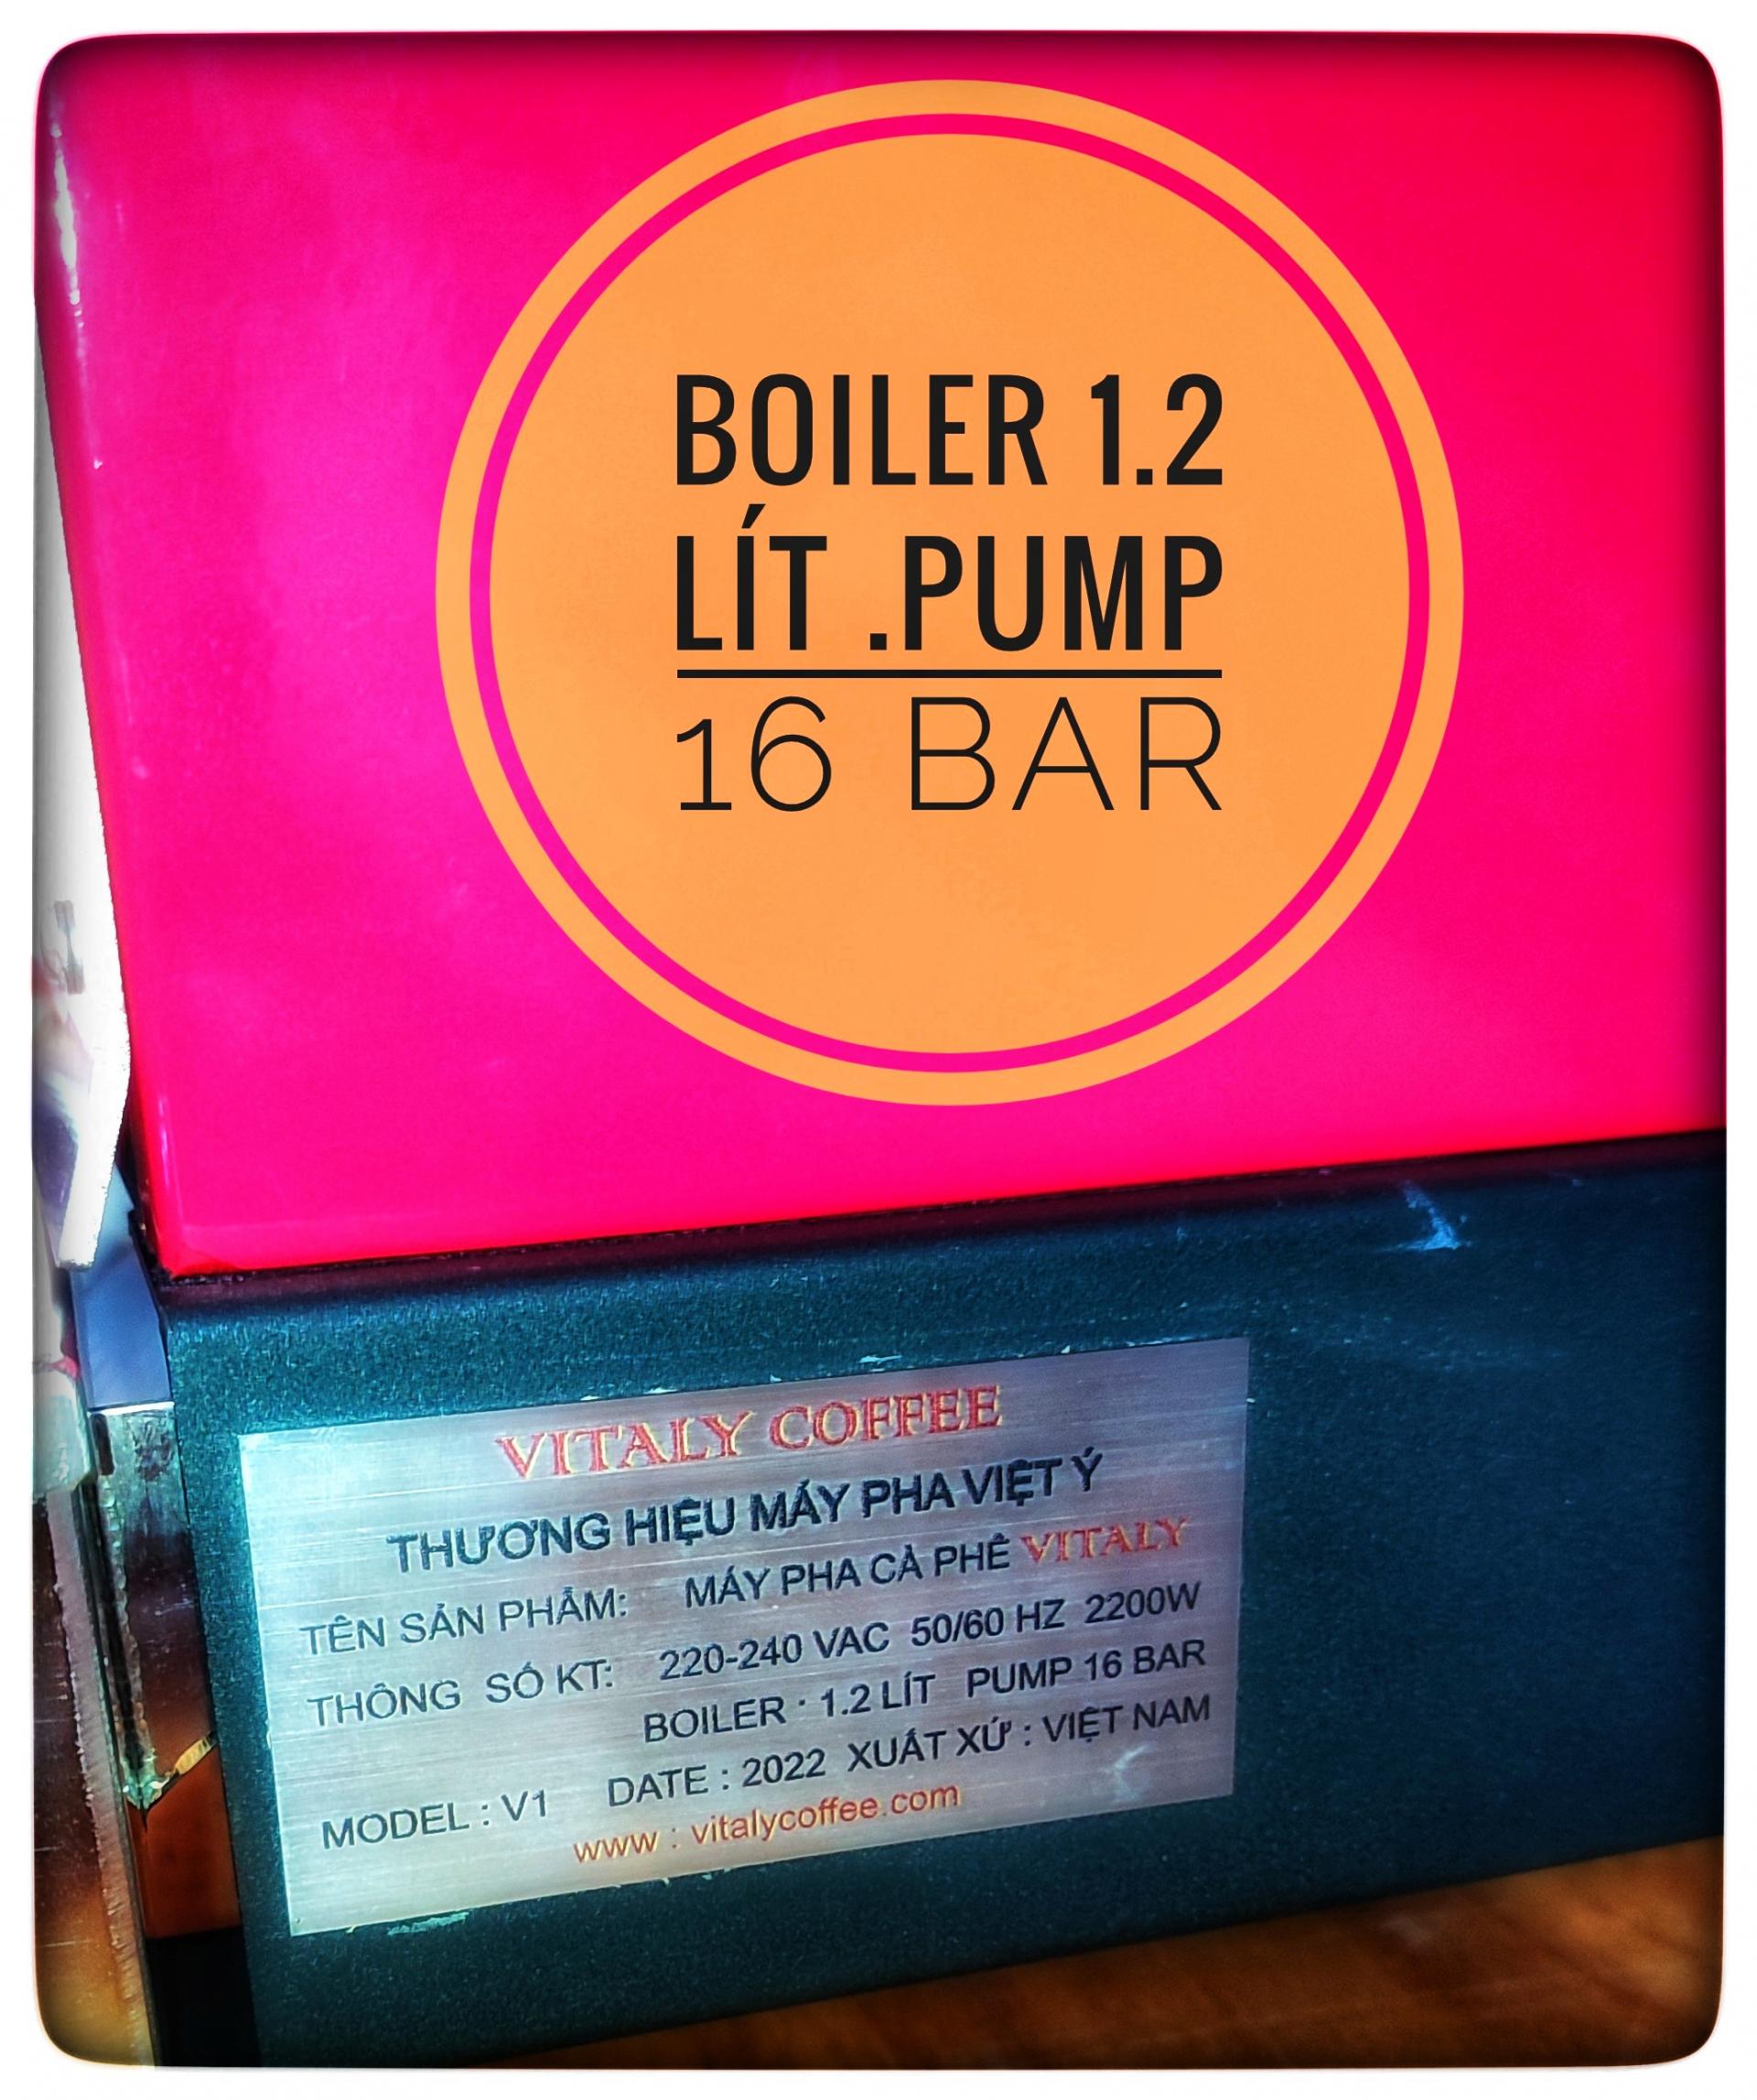 BOILER 1.2
LÍT .PUMP
16 BAR
VITALY COFFEE
THƯƠNG HIỆU MÁY PHA VIỆT Ý
TÊN SẢN PHẨM: MÁY PHA CÀ PHÊ VITALY
THÔNG SỐ KT: 220-240 VAC 50/60 HZ 2200W
BOILER : 1.2 LÍT PUMP 16 BAR
MODEL : V1 DATE : 2022 XUẤT XỨ : VIỆT NAM
www : vitalycoffee.com